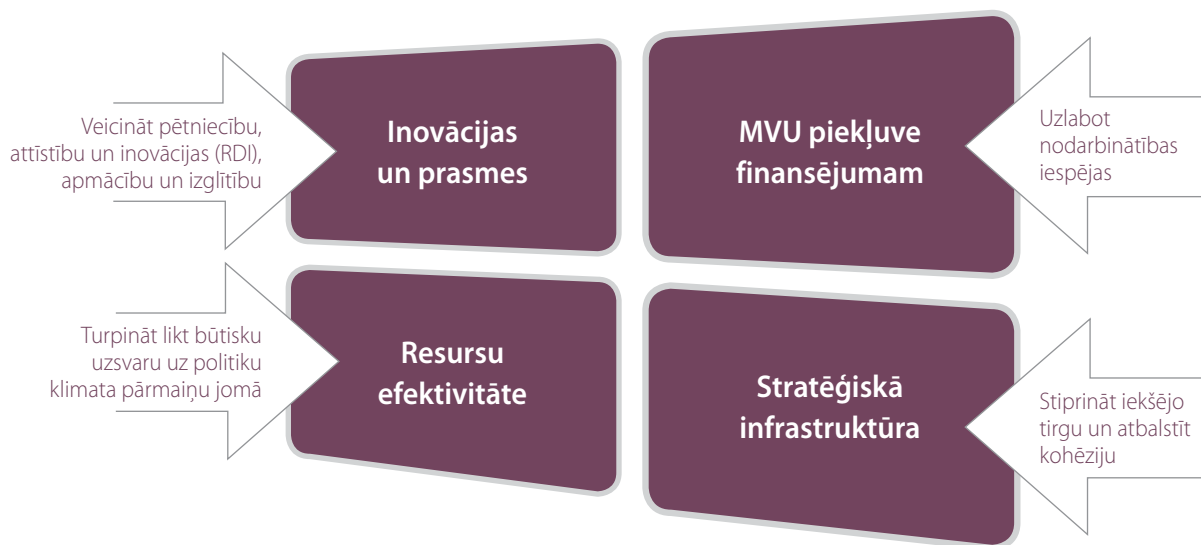 Veicināt pētniecību,
attīstību un inovācijas (RDI),
apmācību un izglītību
Inovācijas
un prasmes
MVU piekļuve
finansējumam
Uzlabot
nodarbinātības
iespējas
Turpināt likt būtisku
uzsvaru uz politiku
klimata pārmaiņu jomā
Resursu
efektivitāte
Stratēģiskā
infrastruktūra
Stiprināt iekšējo
tirgu un atbalstīt
kohēziju